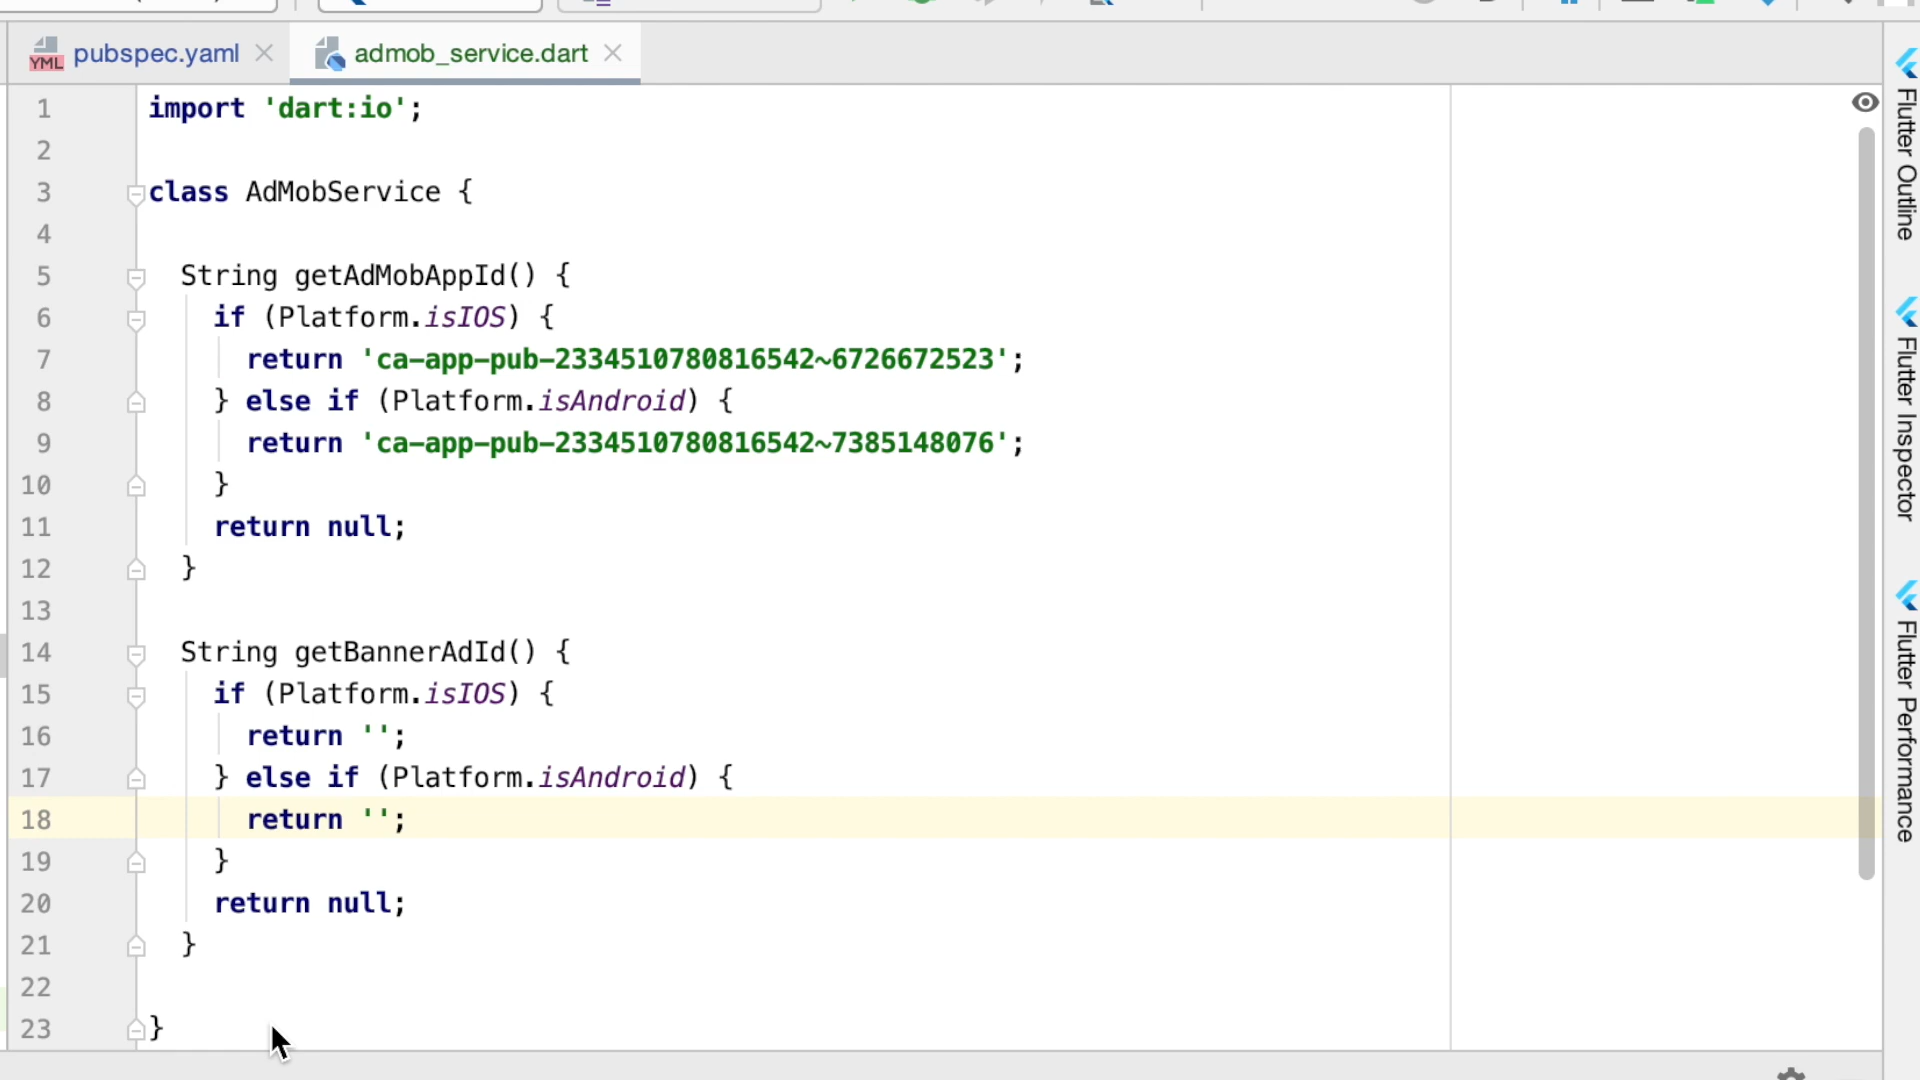 YML pubspec.yaml admob_service.dart
1 import 'dart:io';
2
3 class AdMobService {
4
5 String getAdMobAppId() {
6 if (Platform.isIOS) {
7 return 'ca-app-pub-2334510780816542~6726672523';
8 } else if (Platform.isAndroid) {
9 return 'ca-app-pub-2334510780816542~7385148076';
10 }
11 return null;
12 }
13
14 String getBannerAdId() {
15 if (Platform.isIOS) {
16 return '';
17 } else if (Platform.isAndroid) {
18 return '';
19 }
20 return null;
21 }
22
23 }
Flutter Outline
Flutter Inspector
Flutter Performance